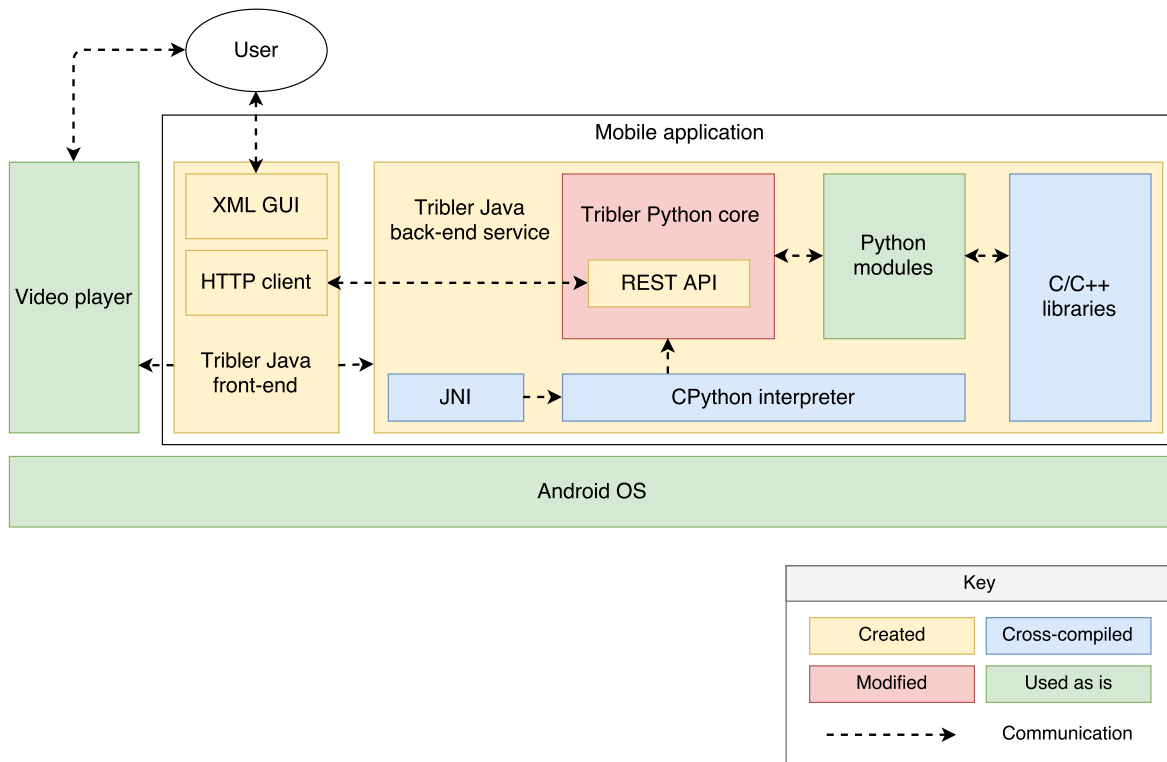 User
Mobile application
Video player
XML GUI
HTTP client
Tribler Java
front-end
Tribler Java
back-end service
Tribler Python core
REST API
Python
modules
C/C++
libraries
JNI
CPython interpreter
Android OS
Key
Created
Cross-compiled
Modified
Used as is
Communication